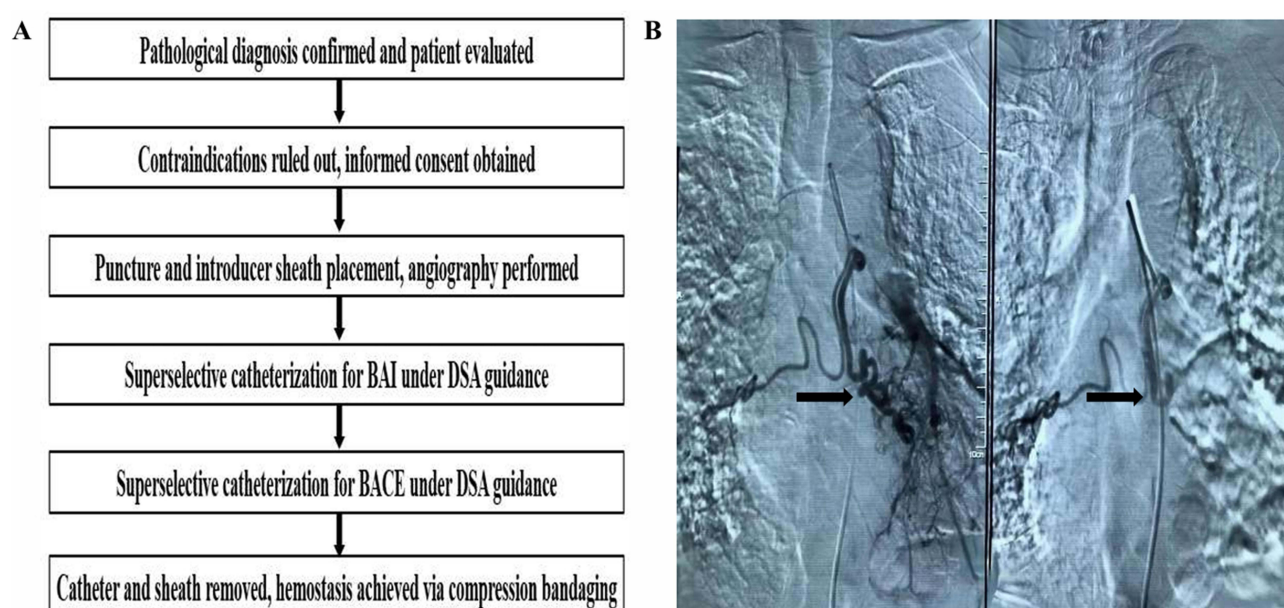 A
Pathological diagnosis confirmed and patient evaluated
Contraindications ruled out, informed consent obtained
Puncture and introducer sheath placement, angiography performed
Superselective catheterization for BAI under DSA guidance
Superselective catheterization for BACE under DSA guidance
Catheter and sheath removed, hemostasis achieved via compression bandaging
B
10cm